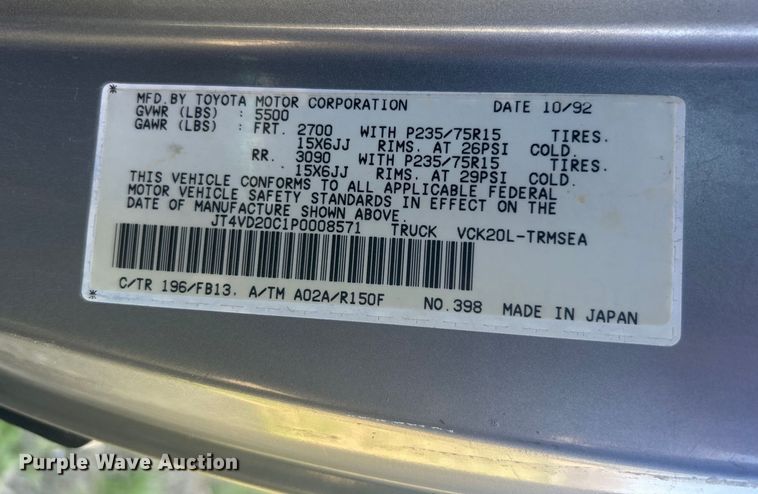 MFD. BY TOYOTA MOTOR CORPORATION DATE 10/92
GVWR (LBS) : 5500
GAWR (LBS) : FRT. 2700 WITH P235/75R15 TIRES.
15X6JJ RIMS. AT 26PSI COLD.
RR. 3090 WITH P235/75R15 TIRES.
15X6JJ RIMS. AT 29PSI COLD.
THIS VEHICLE CONFORMS TO ALL APPLICABLE FEDERAL
MOTOR VEHICLE SAFETY STANDARDS IN EFFECT ON THE
DATE OF MANUFACTURE SHOWN ABOVE.
JT4VD20C1P0008571 TRUCK VCK20L-TRMSEA
C/TR 196/FB13. A/TM A02A/R150F NO.398 MADE IN JAPAN
Purple Wave Auction